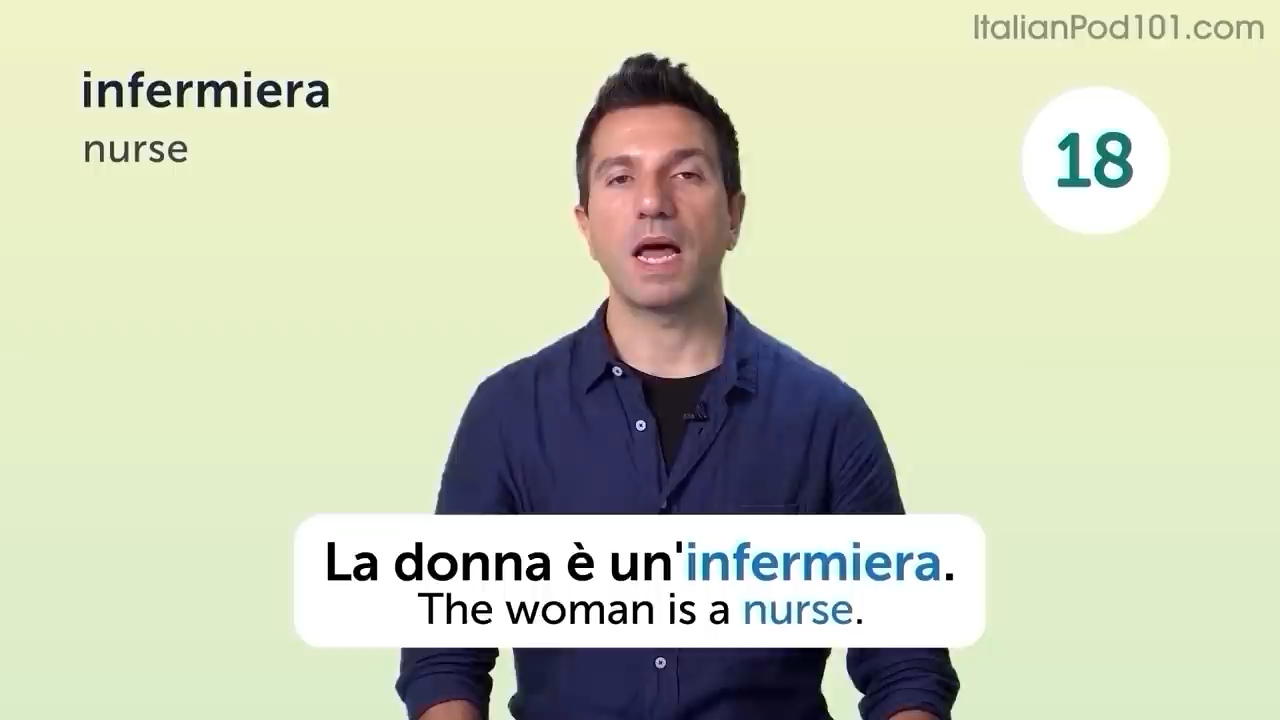 ItalianPod101.com
infermiera
nurse
18
La donna è un'infermiera.
The woman is a nurse.